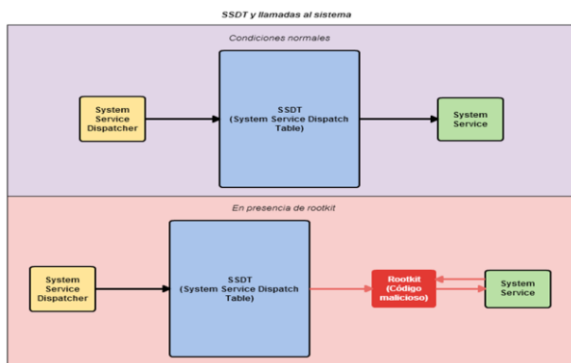 SSDT y llamadas al sistema
Condiciones normales
System
Service
Dispatcher
SSDT
(System Service Dispatch
Table)
System
Service
En presencia de rootkit
System
Service
Dispatcher
SSDT
(System Service Dispatch
Table)
Rootkit
(Código
malicioso)
System
Service